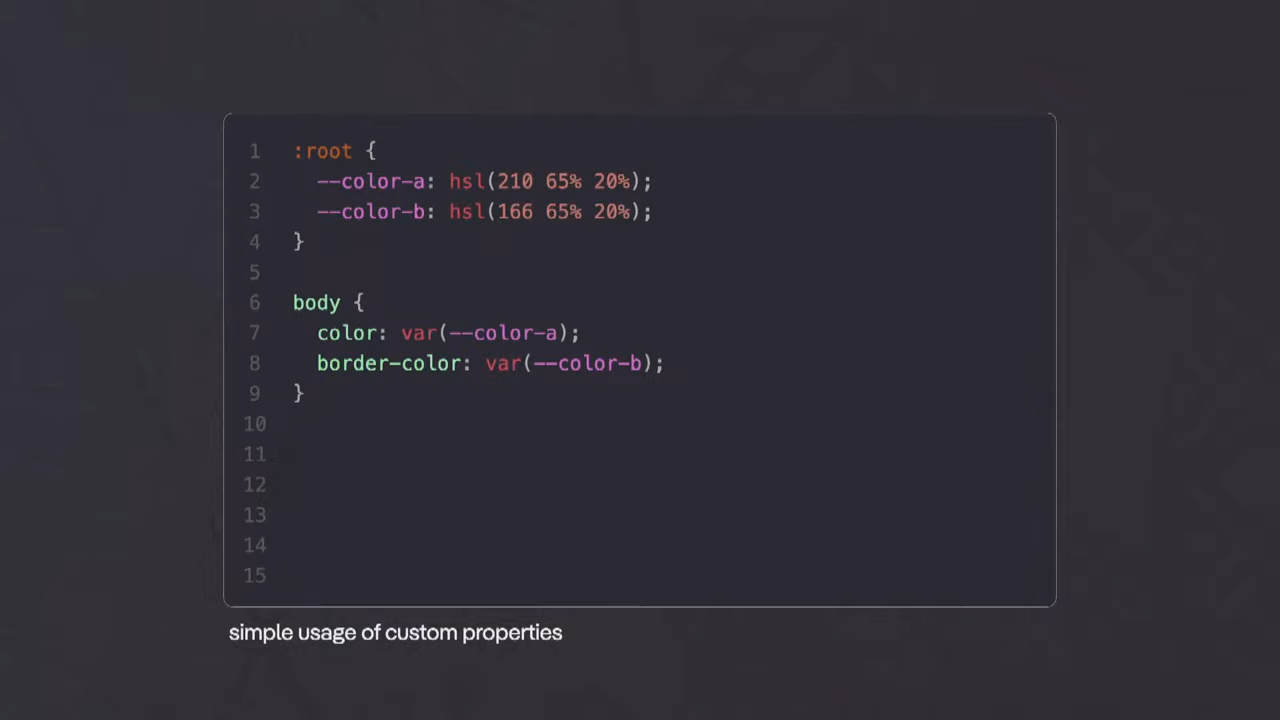 1 :root {
2 --color-a: hsl(210 65% 20%);
3 --color-b: hsl(166 65% 20%);
4 }
5
6 body {
7 color: var(--color-a);
8 border-color: var(--color-b);
9 }
10
11
12
13
14
15
simple usage of custom properties